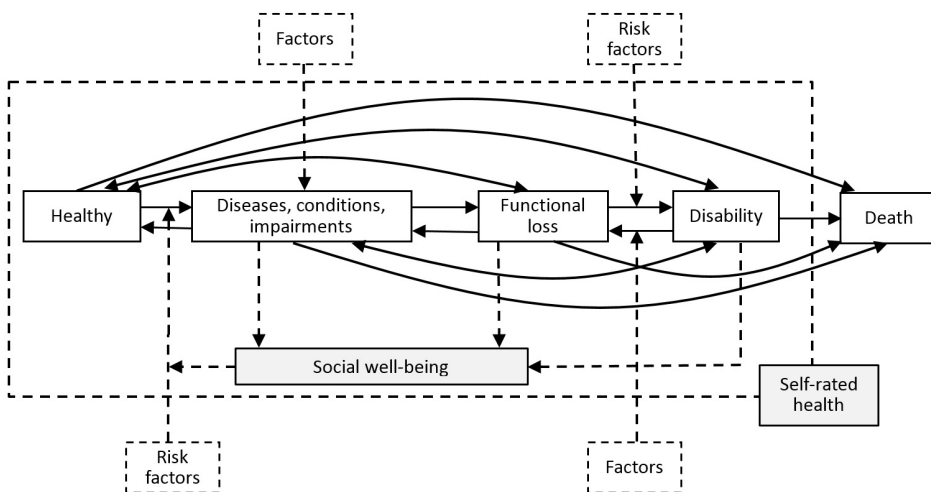 Factors
Risk
factors
Healthy
Diseases, conditions,
impairments
Functional
loss
Disability
Death
Social well-being
Self-rated
health
Risk
factors
Factors